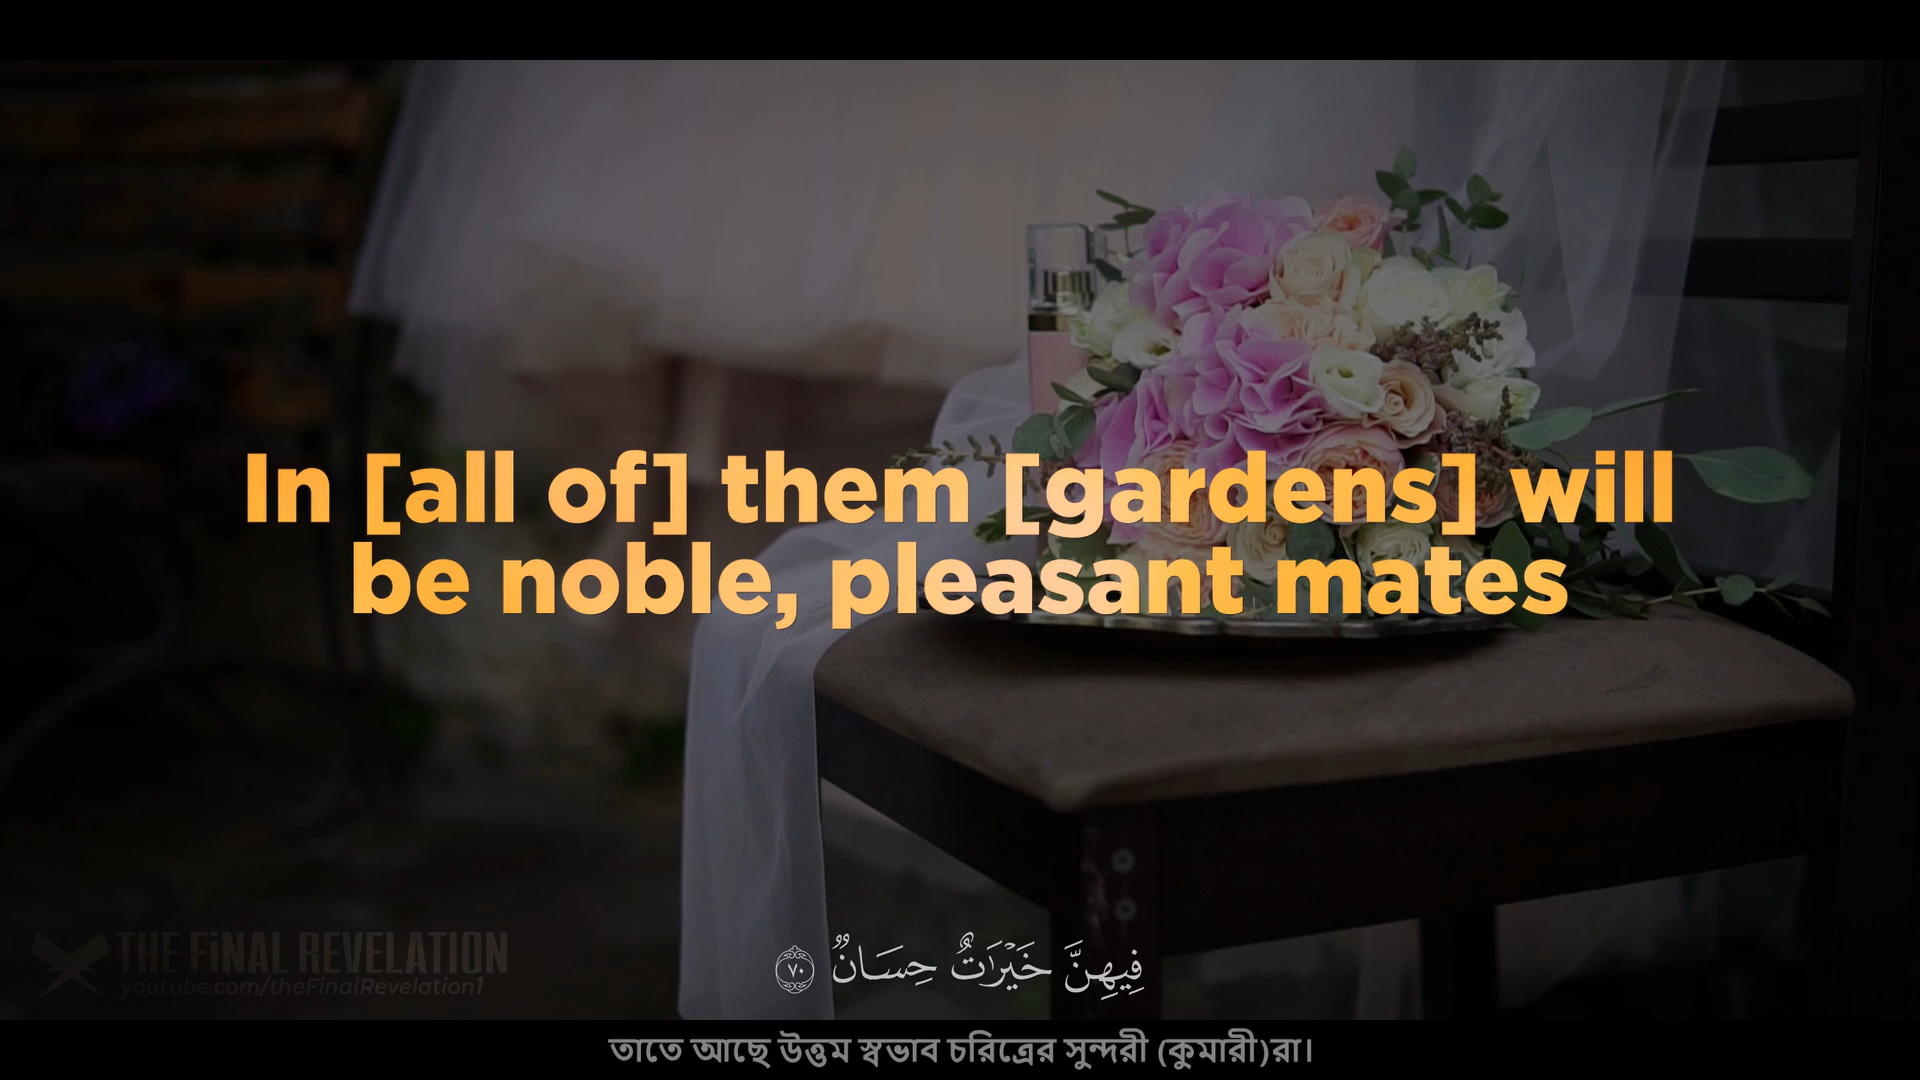 In [all of] them [gardens] will
be noble, pleasant mates
THE FiNAL REVELATION
youtube.com/theFinalRevelation1
فِيهِنَّ خَيْرَٰتٌ حِسَانٌ ٧٠
তাতে আছে উত্তম স্বভাব চরিত্রের সুন্দরী (কুমারী)রা।